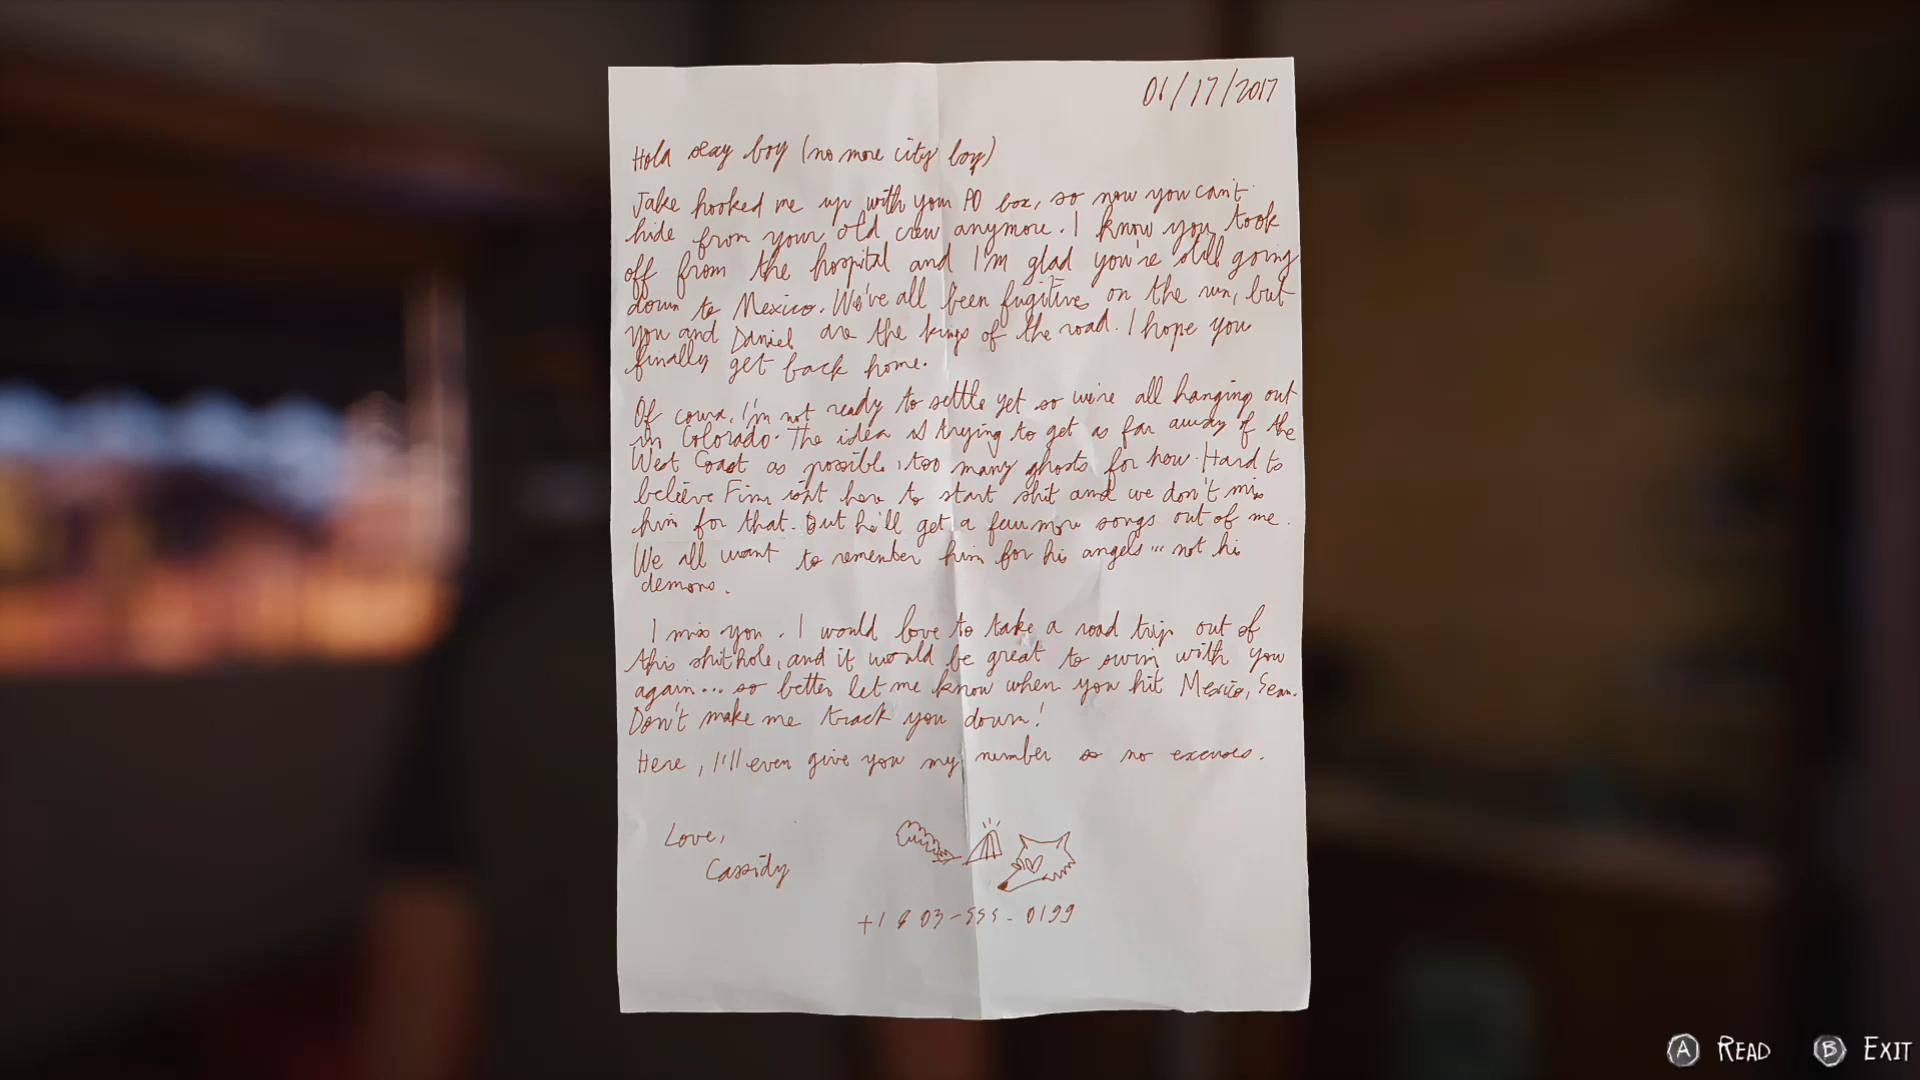 01/17/2017
Hola sexy boy (no more city boy)
Jake hooked me up with your PO box, so now you can't
hide from your old crew anymore. I know you took
off from the hospital and I'm glad you're still going
down to Mexico. We've all been fugitives on the run, but
you and Daniel are the kings of the road. I hope you
finally get back home.
Of course, I'm not ready to settle yet so we're all hanging out
in Colorado. The idea is trying to get as far away of the
West Coast as possible, too many ghosts for now. Hard to
believe Finn isn't here to start shit and we don't miss
him for that. But he'll get a few more songs out of me.
We all want to remember him for his angels... not his
demons.
I miss you. I would love to take a road trip out of
this shithole, and it would be great to swim with you
again... so better let me know when you hit Mexico, Sean.
Don't make me track you down!
Here, I'll even give you my number so no excuses.
Love,
Cassidy
+1 803-555-0199
A READ B EXIT